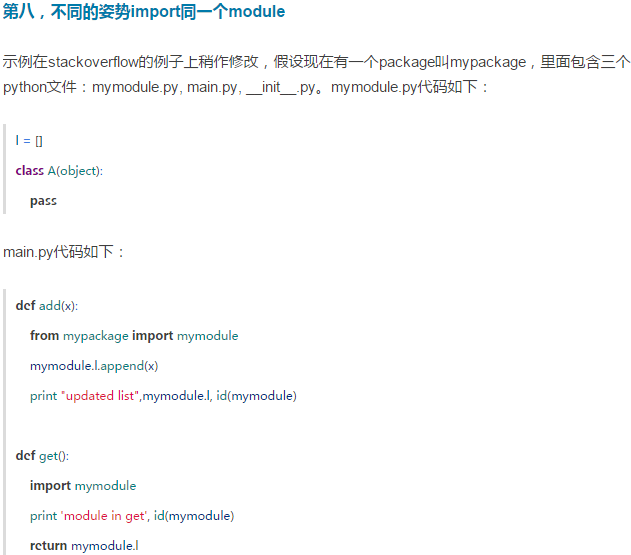 第八，不同的姿势import同一个module
示例在stackoverflow的例子上稍作修改，假设现在有一个package叫mypackage，里面包含三个
python文件：mymodule.py, main.py, __init__.py。mymodule.py代码如下：
l = []
class A(object):
pass
main.py代码如下：
def add(x):
from mypackage import mymodule
mymodule.l.append(x)
print "updated list",mymodule.l, id(mymodule)
def get():
import mymodule
print 'module in get', id(mymodule)
return mymodule.l